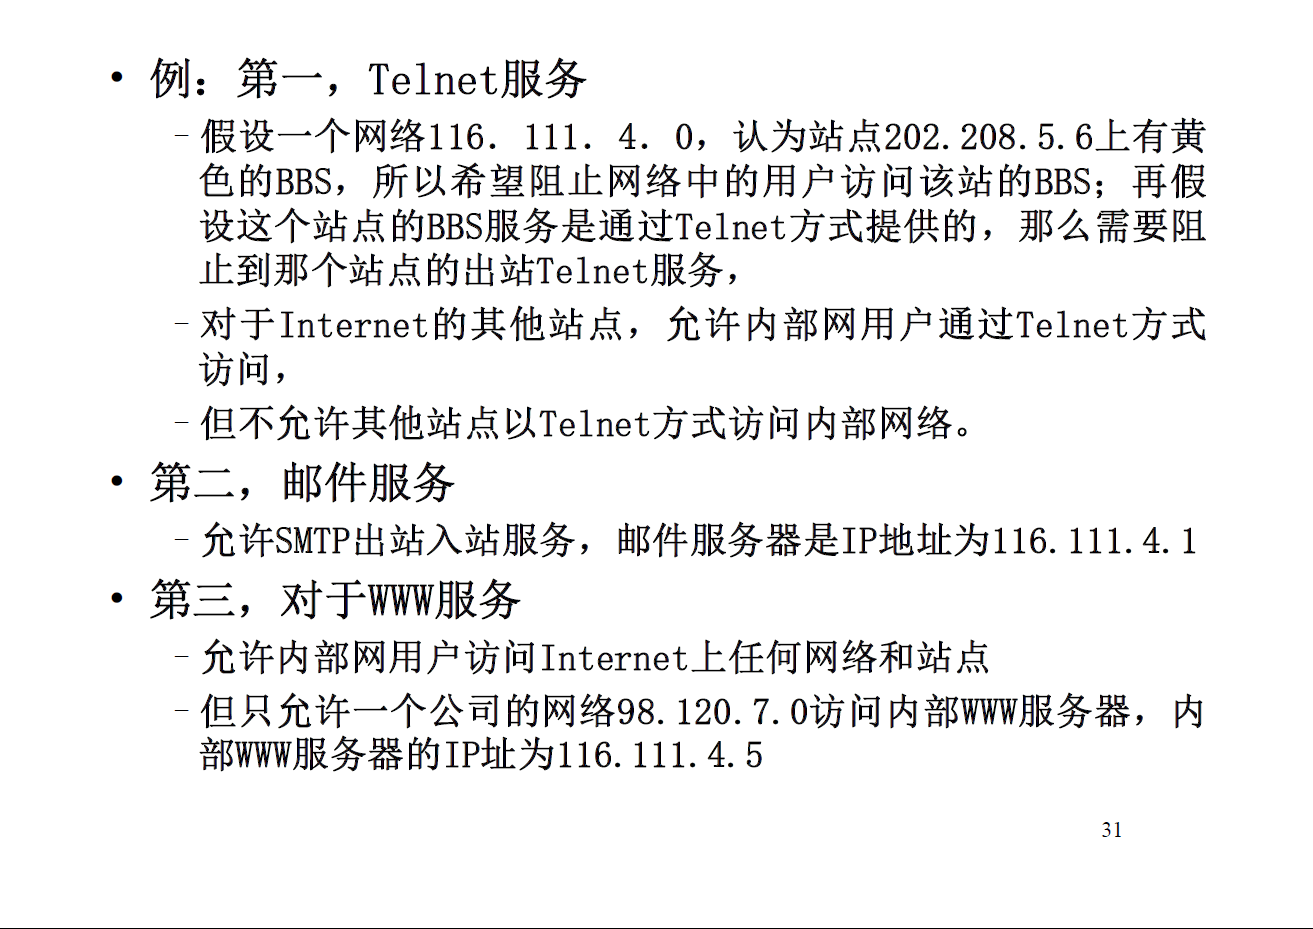 • 例：第一，Telnet服务
– 假设一个网络116．111．4．0，认为站点202.208.5.6上有黄
色的BBS，所以希望阻止网络中的用户访问该站的BBS；再假
设这个站点的BBS服务是通过Telnet方式提供的，那么需要阻
止到那个站点的出站Telnet服务，
– 对于Internet的其他站点，允许内部网用户通过Telnet方式
访问，
– 但不允许其他站点以Telnet方式访问内部网络。
• 第二，邮件服务
– 允许SMTP出站入站服务，邮件服务器是IP地址为116.111.4.1
• 第三，对于WWW服务
– 允许内部网用户访问Internet上任何网络和站点
– 但只允许一个公司的网络98.120.7.0访问内部WWW服务器，内
部WWW服务器的IP址为116.111.4.5
31